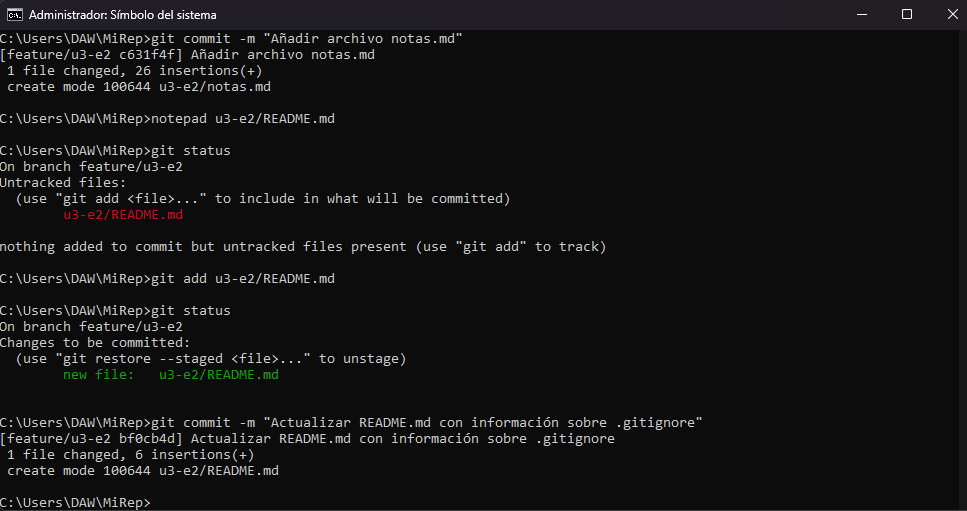 Administrador: Símbolo del sistema
C:\Users\DAW\MiRep>git commit -m "Añadir archivo notas.md"
[feature/u3-e2 c631f4f] Añadir archivo notas.md
 1 file changed, 26 insertions(+)
 create mode 100644 u3-e2/notas.md
C:\Users\DAW\MiRep>notepad u3-e2/README.md
C:\Users\DAW\MiRep>git status
On branch feature/u3-e2
Untracked files:
  (use "git add <file>..." to include in what will be committed)
        u3-e2/README.md
nothing added to commit but untracked files present (use "git add" to track)
C:\Users\DAW\MiRep>git add u3-e2/README.md
C:\Users\DAW\MiRep>git status
On branch feature/u3-e2
Changes to be committed:
  (use "git restore --staged <file>..." to unstage)
        new file:   u3-e2/README.md
C:\Users\DAW\MiRep>git commit -m "Actualizar README.md con información sobre .gitignore"
[feature/u3-e2 bf0cb4d] Actualizar README.md con información sobre .gitignore
 1 file changed, 6 insertions(+)
 create mode 100644 u3-e2/README.md
C:\Users\DAW\MiRep>